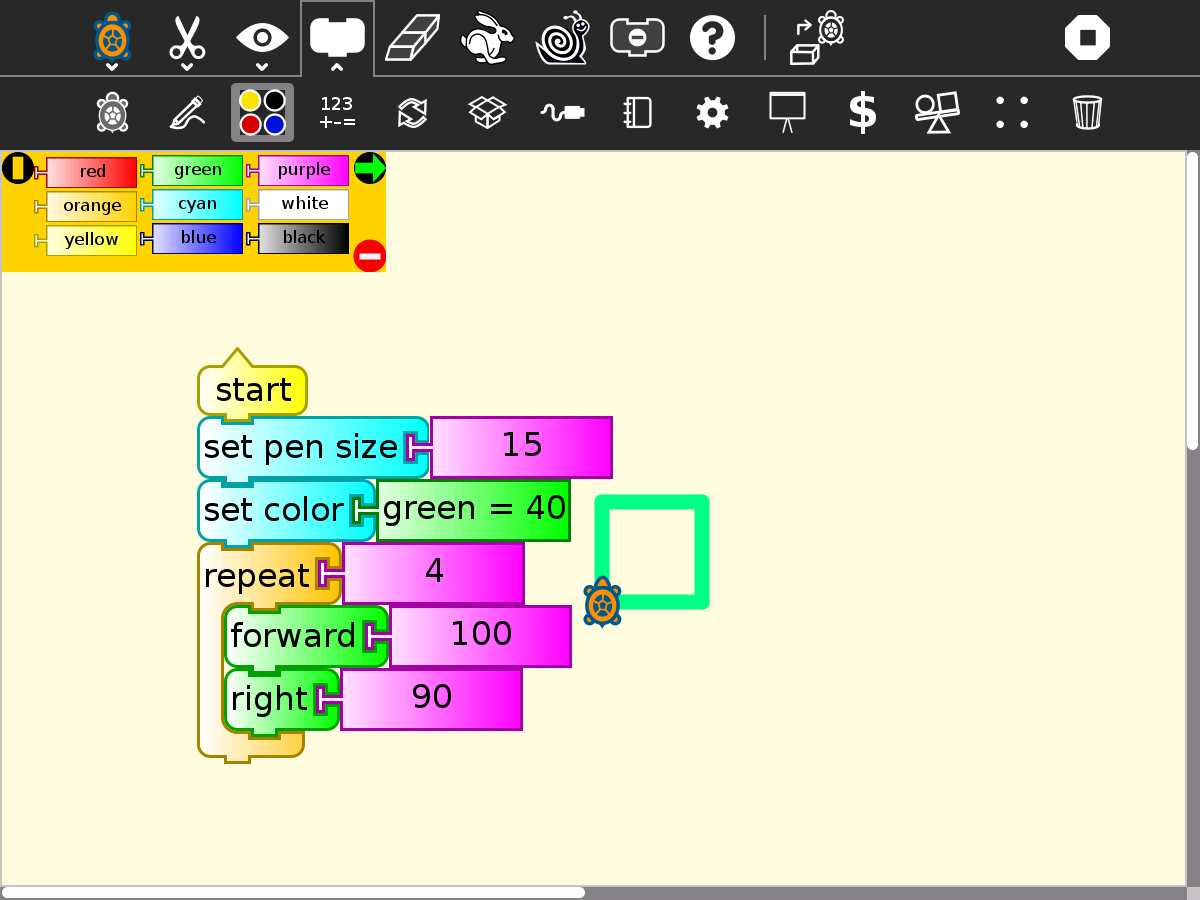 ?
123
+-=
$
red green purple
orange cyan white
yellow blue black
start
set pen size 15
set color green = 40
repeat 4
forward 100
right 90